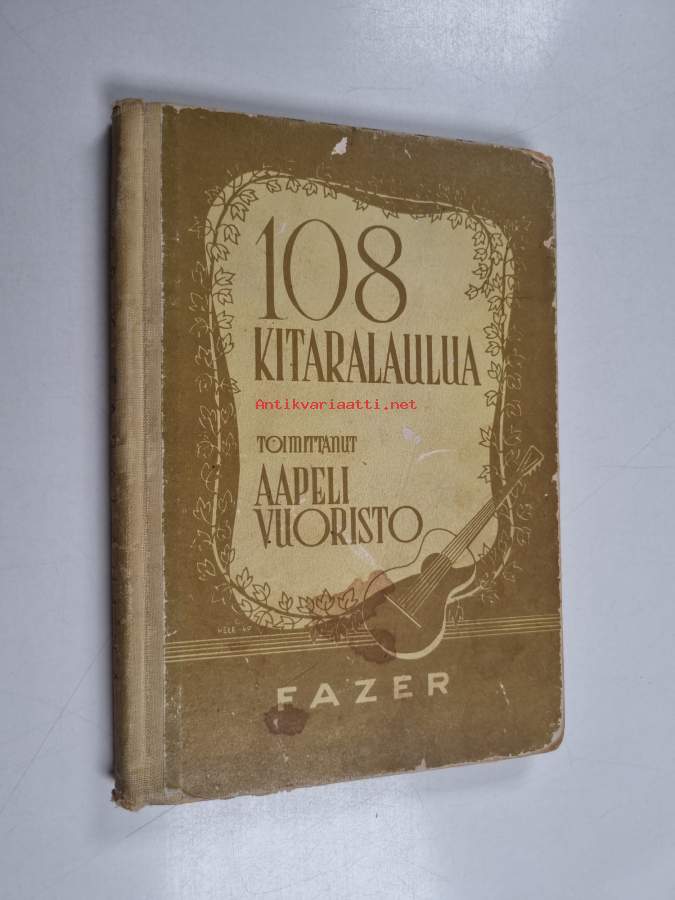 108
KITARALAULUA
Antikvariaatti.net
TOIMITTANUT
AAPELI
VUORISTO
FAZER